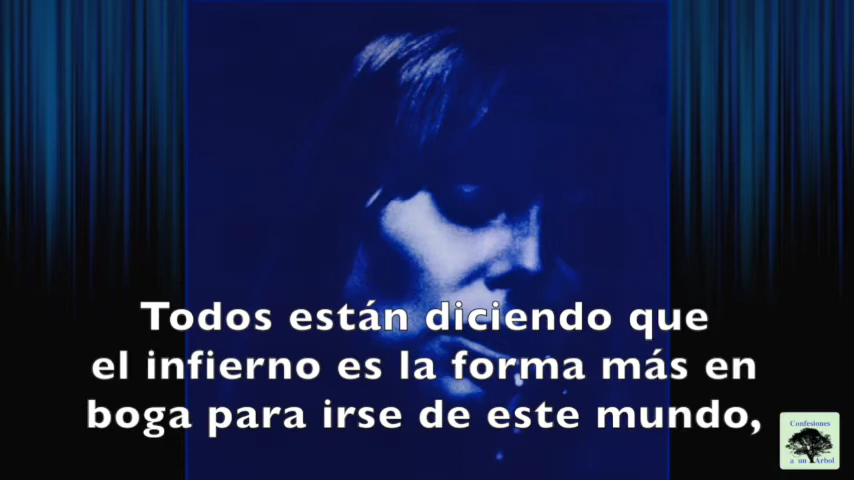 Todos están diciendo que
el infierno es la forma más en
boga para irse de este mundo,
Confesiones
a un Arbol